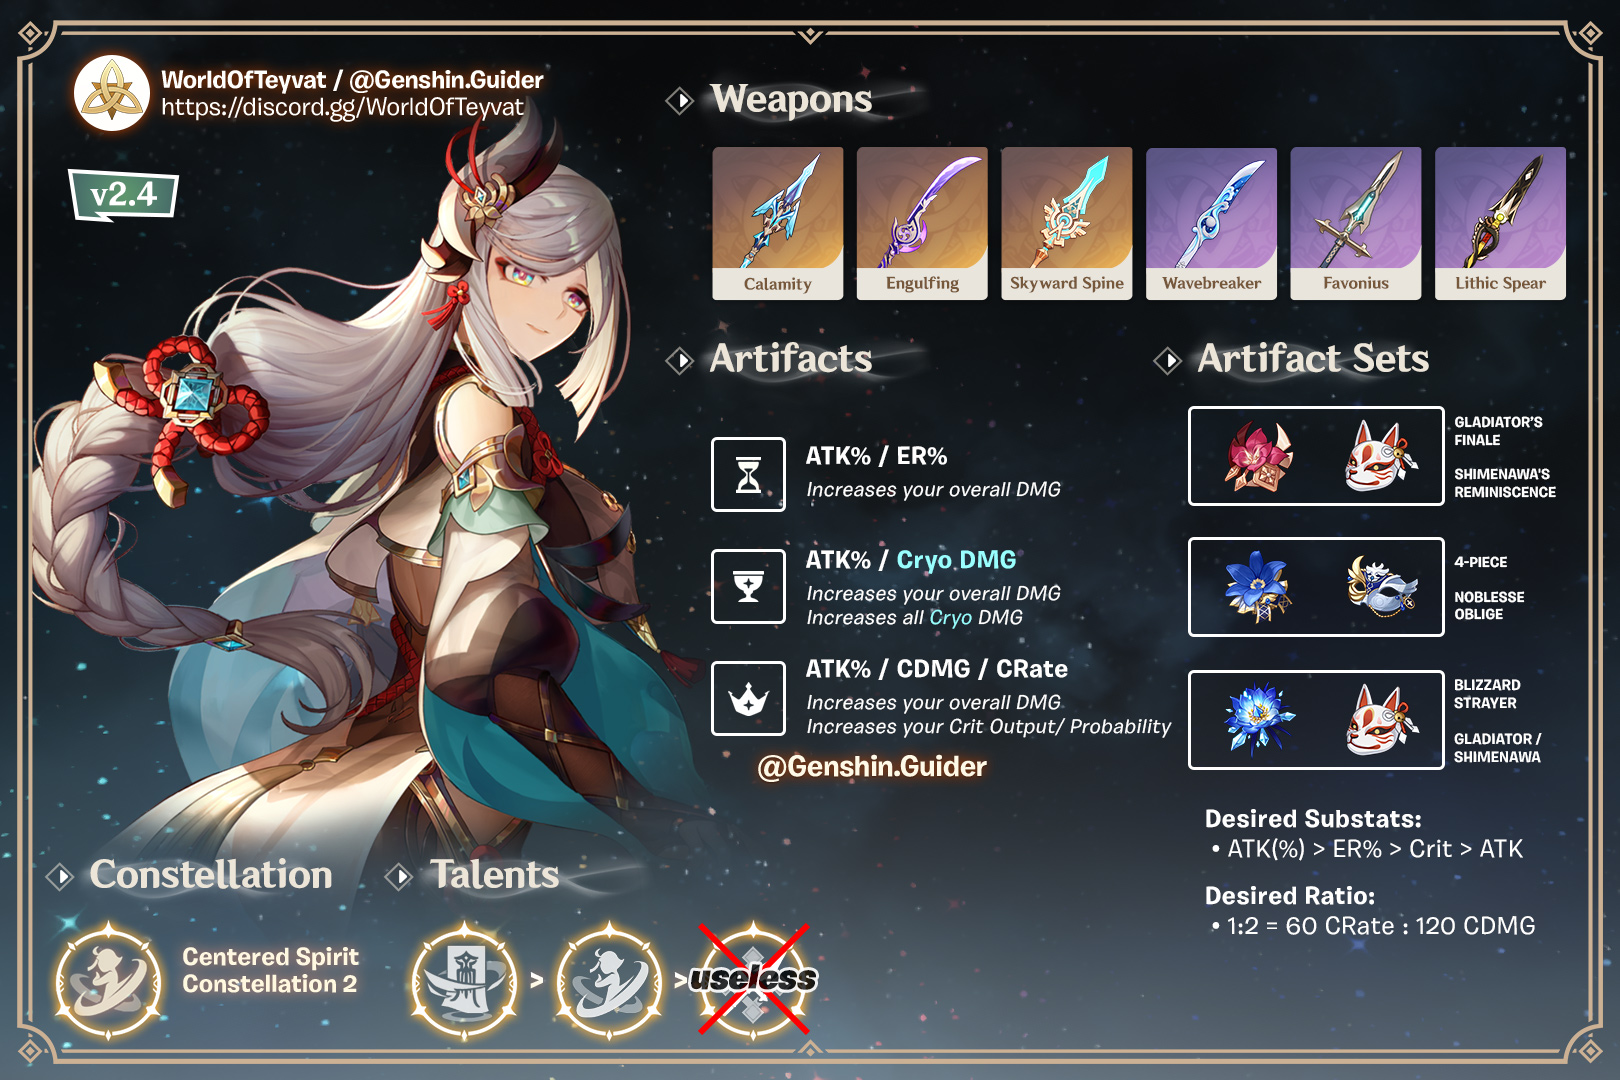 WorldOfTeyvat / @Genshin.Guider
https://discord.gg/WorldOfTeyvat
v2.4
Weapons
Calamity
Engulfing
Skyward Spine
Wavebreaker
Favonius
Lithic Spear
Artifacts
ATK% / ER%
Increases your overall DMG
ATK% / Cryo DMG
Increases your overall DMG
Increases all Cryo DMG
ATK% / CDMG / CRate
Increases your overall DMG
Increases your Crit Output/ Probability
@Genshin.Guider
Artifact Sets
GLADIATOR'S
FINALE
SHIMENAWA'S
REMINISCENCE
4-PIECE
NOBLESSE
OBLIGE
BLIZZARD
STRAYER
GLADIATOR /
SHIMENAWA
Desired Substats:
• ATK(%) > ER% > Crit > ATK
Desired Ratio:
• 1:2 = 60 CRate : 120 CDMG
Constellation
Centered Spirit
Constellation 2
Talents
> > useless